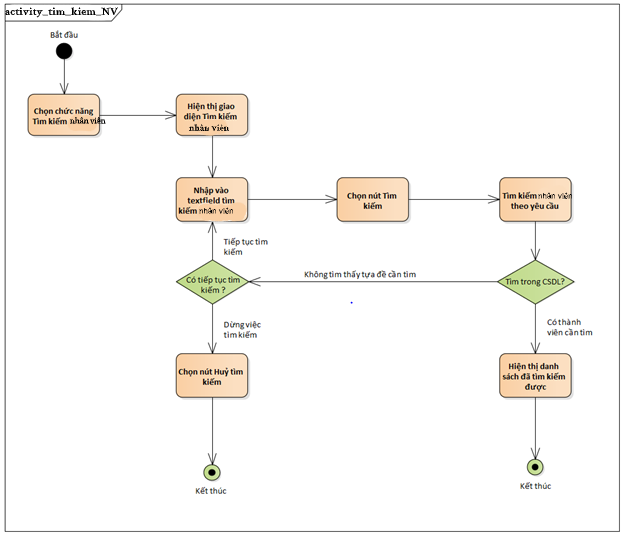 activity_tim_kiem_NV
Bắt đầu
Chọn chức năng
Tìm kiếm nhân viên
Hiện thị giao
diện Tìm kiếm
nhân viên
Nhập vào
textfield tìm
kiếm nhân viên
Chọn nút Tìm
kiếm
Tìm kiếm nhân viên
theo yêu cầu
Tiếp tục tìm
kiếm
Không tìm thấy tựa đề cần tìm
Có tiếp tục tìm
kiếm ?
Tìm trong CSDL?
Dừng việc
tìm kiếm
Có thành
viên cần tìm
Chọn nút Huỷ tìm
kiếm
Hiện thị danh
sách đã tìm kiếm
được
Kết thúc
Kết thúc